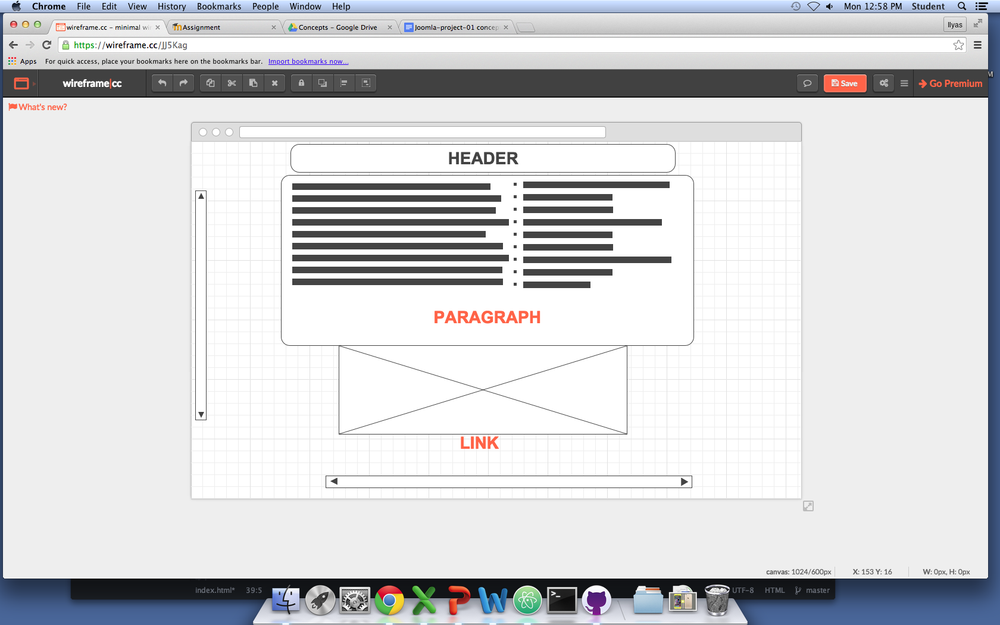 Chrome File Edit View History Bookmarks People Window Help Mon 12:58 PM Student
wireframe.cc – minimal wi Assignment Concepts – Google Drive Joomla-project-01 concep Ilyas
https://wireframe.cc/JJ5Kag
Apps For quick access, place your bookmarks here on the bookmarks bar. Import bookmarks now...
wireframe|cc Save Go Premium
What's new?
HEADER
PARAGRAPH
LINK
canvas: 1024/600px X: 153 Y: 16 W: 0px, H: 0px
index.html* 39:5 UTF-8 HTML master